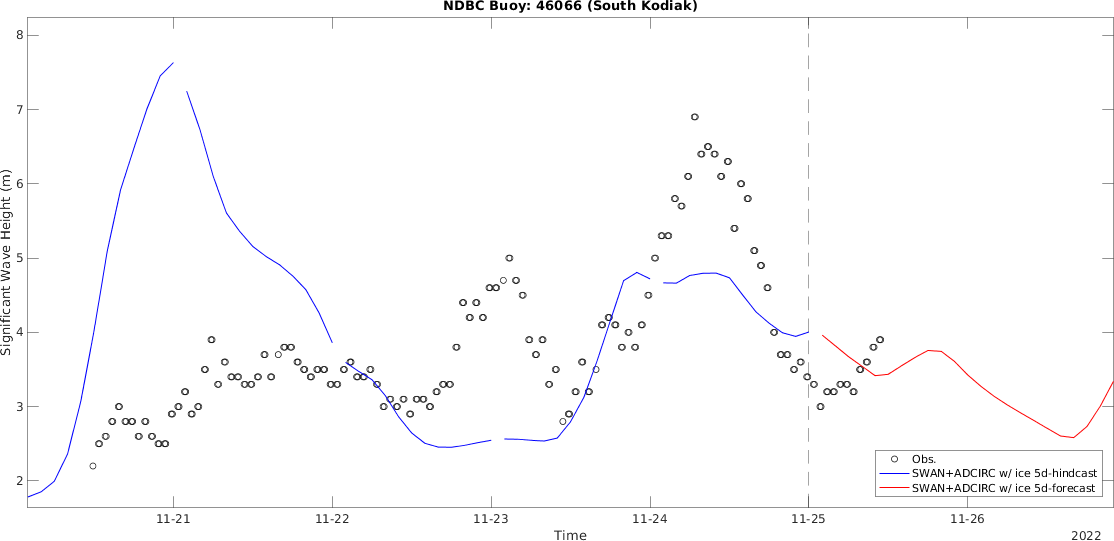 NDBC Buoy: 46066 (South Kodiak)
Significant Wave Height (m)
8
7
6
5
4
3
2
Obs.
SWAN+ADCIRC w/ ice 5d-hindcast
SWAN+ADCIRC w/ ice 5d-forecast
11-21
11-22
11-23
11-24
11-25
11-26
Time
2022